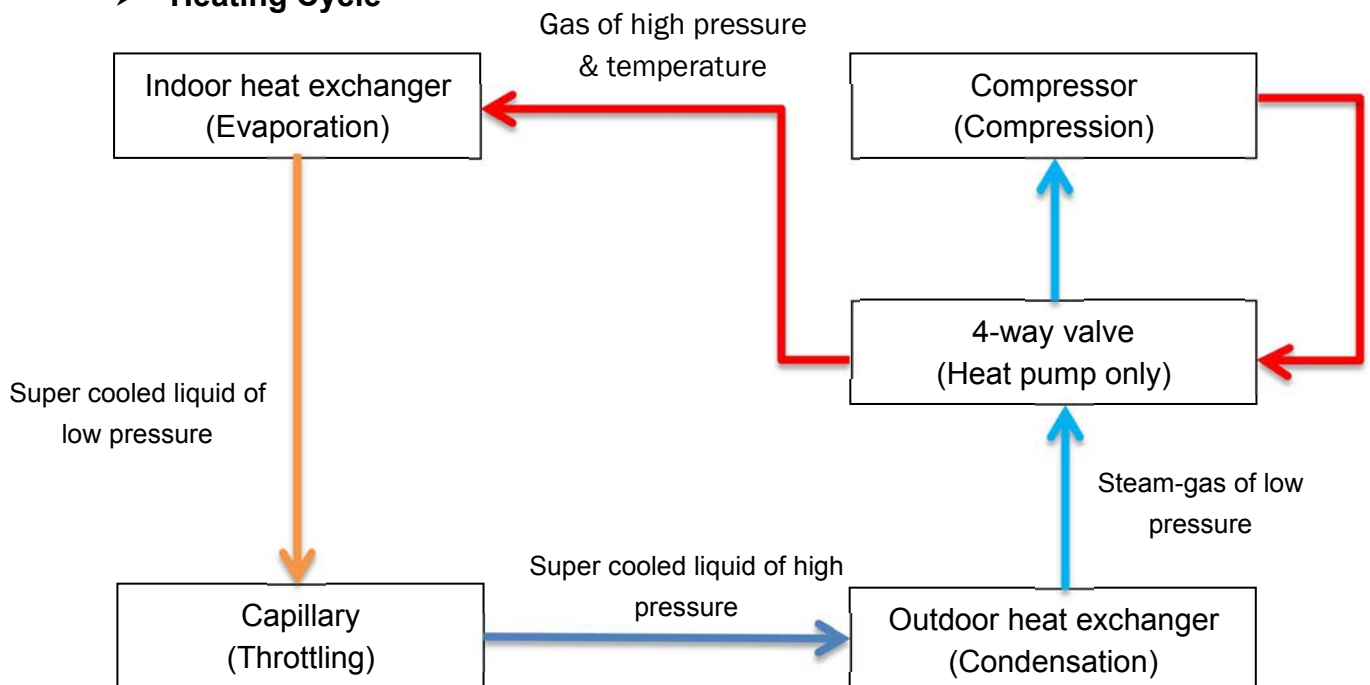 ➤ Heating Cycle
Gas of high pressure
& temperature
Indoor heat exchanger
(Evaporation)
Compressor
(Compression)
4-way valve
(Heat pump only)
Super cooled liquid of
low pressure
Steam-gas of low
pressure
Super cooled liquid of high
pressure
Capillary
(Throttling)
Outdoor heat exchanger
(Condensation)